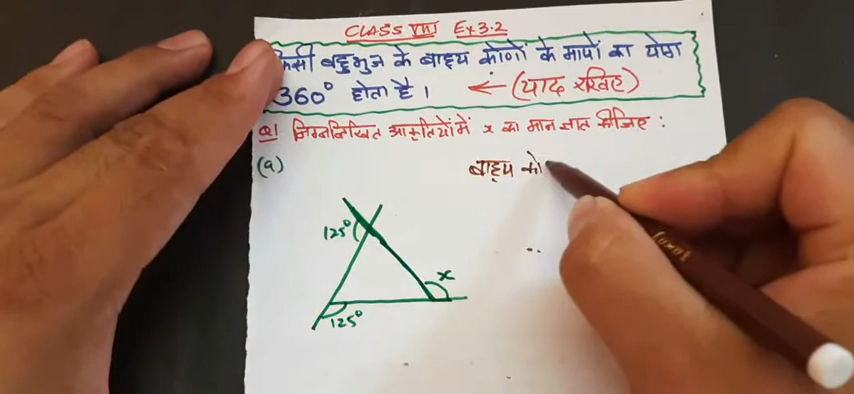 CLASS VIII Ex 3.2
किसी बहुभुज के बाह्य कोणों के मापों का योग
360° होता है। ← (याद रखिए)
Q1 निम्नलिखित आकृतियों में x का मान ज्ञात कीजिए :
(a)
बाह्य को
125°
x
125°